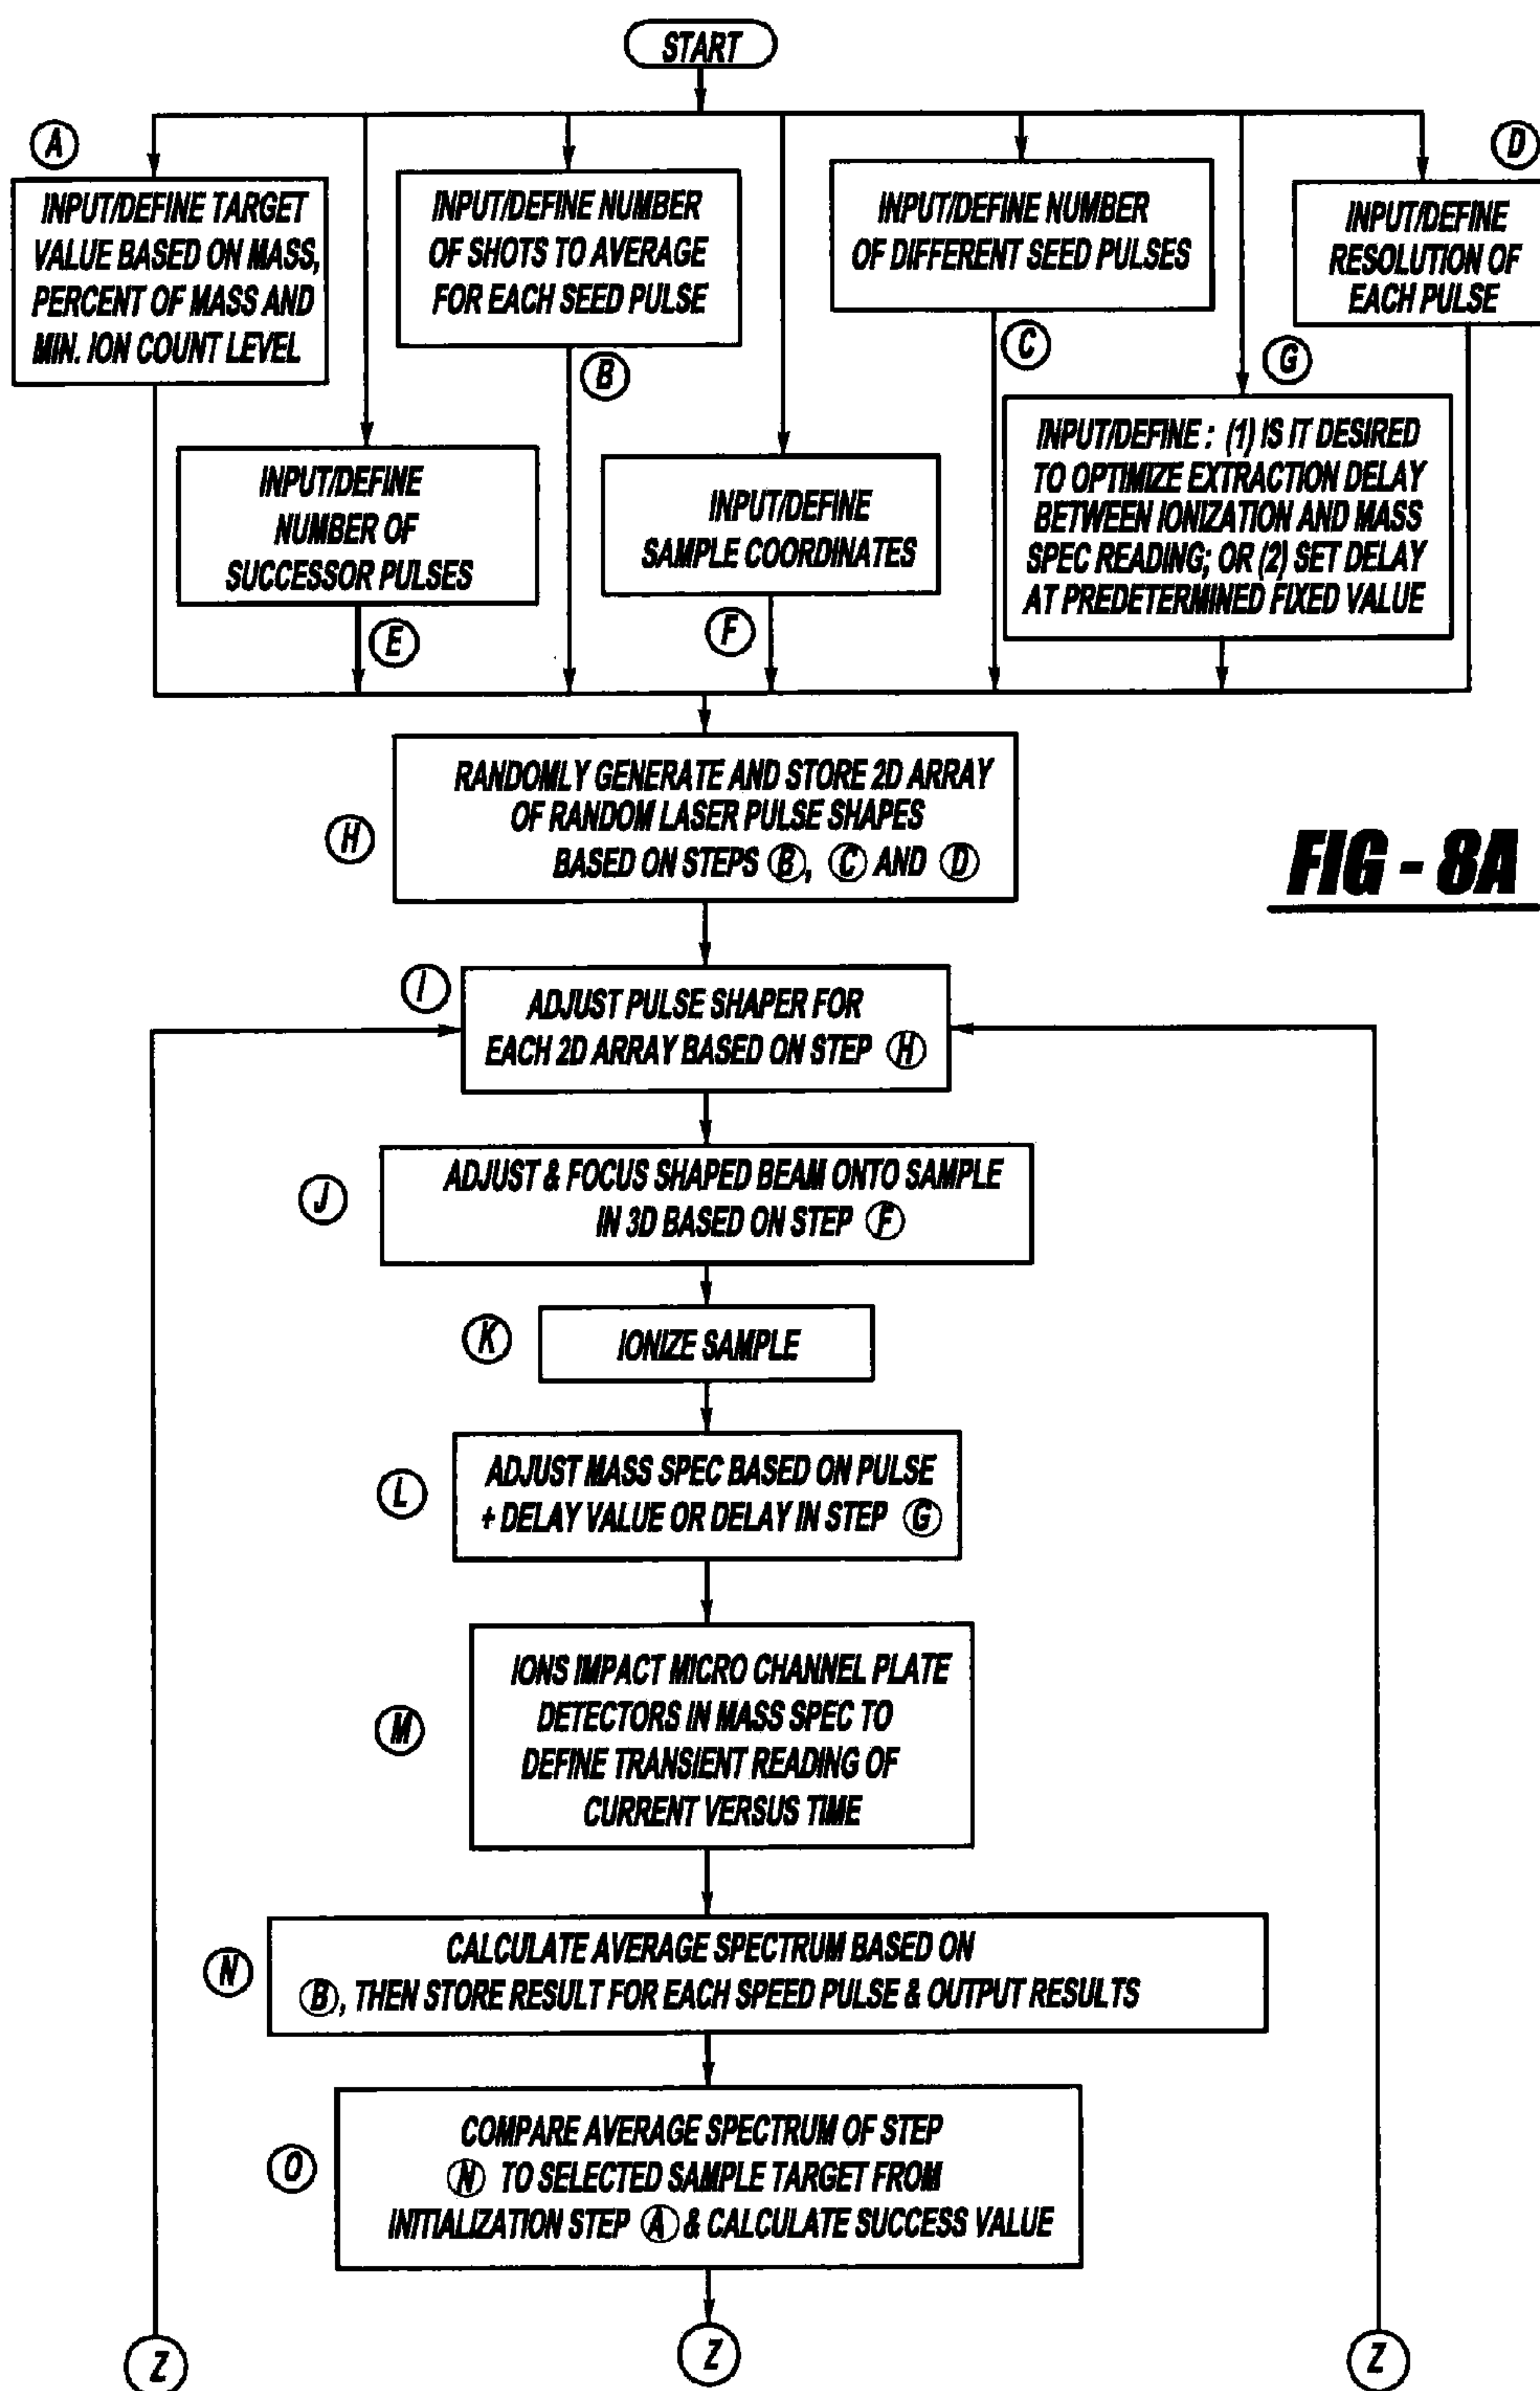 START
A
INPUT/DEFINE TARGET
VALUE BASED ON MASS,
PERCENT OF MASS AND
MIN. ION COUNT LEVEL
INPUT/DEFINE NUMBER
OF SHOTS TO AVERAGE
FOR EACH SEED PULSE
B
INPUT/DEFINE NUMBER
OF DIFFERENT SEED PULSES
C
D
INPUT/DEFINE
RESOLUTION OF
EACH PULSE
INPUT/DEFINE
NUMBER OF
SUCCESSOR PULSES
E
INPUT/DEFINE
SAMPLE COORDINATES
F
G
INPUT/DEFINE : (1) IS IT DESIRED
TO OPTIMIZE EXTRACTION DELAY
BETWEEN IONIZATION AND MASS
SPEC READING; OR (2) SET DELAY
AT PREDETERMINED FIXED VALUE
H
RANDOMLY GENERATE AND STORE 2D ARRAY
OF RANDOM LASER PULSE SHAPES
BASED ON STEPS B, C AND D
FIG - 8A
I
ADJUST PULSE SHAPER FOR
EACH 2D ARRAY BASED ON STEP H
J
ADJUST & FOCUS SHAPED BEAM ONTO SAMPLE
IN 3D BASED ON STEP F
K
IONIZE SAMPLE
L
ADJUST MASS SPEC BASED ON PULSE
+ DELAY VALUE OR DELAY IN STEP G
M
IONS IMPACT MICRO CHANNEL PLATE
DETECTORS IN MASS SPEC TO
DEFINE TRANSIENT READING OF
CURRENT VERSUS TIME
N
CALCULATE AVERAGE SPECTRUM BASED ON
B, THEN STORE RESULT FOR EACH SPEED PULSE & OUTPUT RESULTS
O
COMPARE AVERAGE SPECTRUM OF STEP
N TO SELECTED SAMPLE TARGET FROM
INITIALIZATION STEP A & CALCULATE SUCCESS VALUE
Z
Z
Z